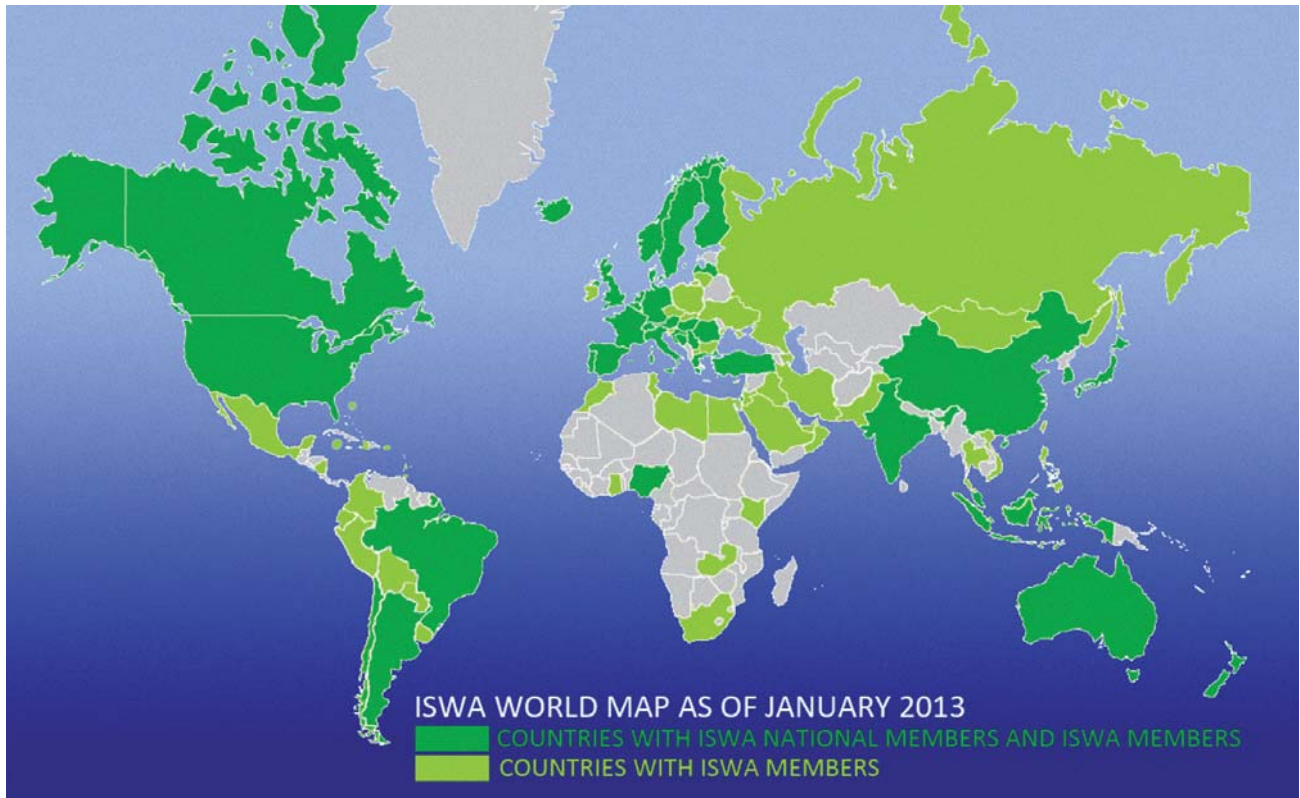 ISWA WORLD MAP AS OF JANUARY 2013
COUNTRIES WITH ISWA NATIONAL MEMBERS AND ISWA MEMBERS
COUNTRIES WITH ISWA MEMBERS